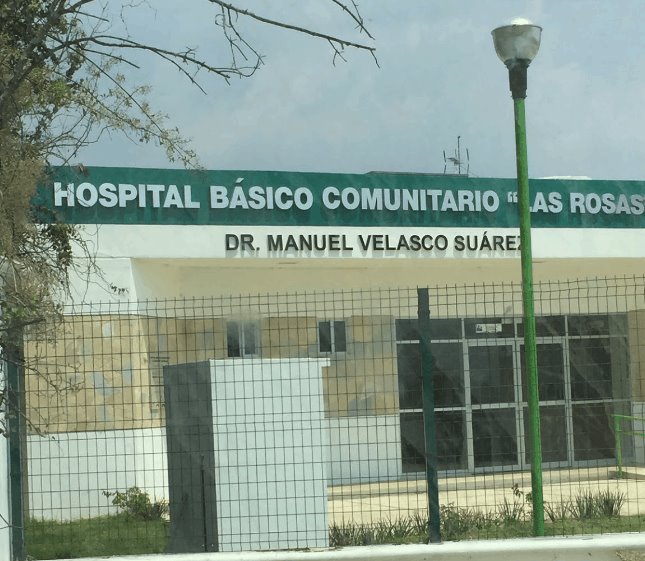 HOSPITAL BÁSICO COMUNITARIO "LAS ROSAS"
DR. MANUEL VELASCO SUÁREZ